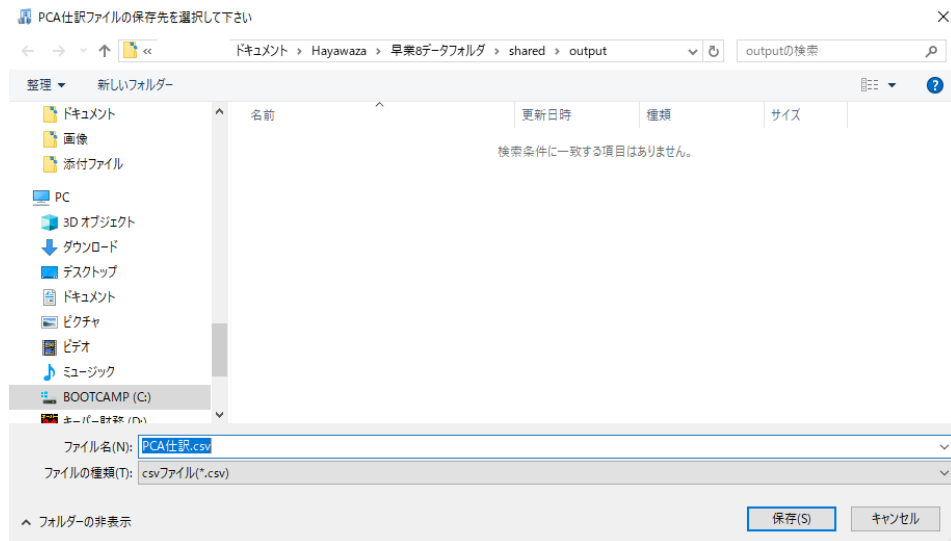 PCA仕訳ファイルの保存先を選択して下さい
« ドキュメント › Hayawaza › 早業8データフォルダ › shared › output outputの検索
整理 新しいフォルダー
名前 更新日時 種類 サイズ
検索条件に一致する項目はありません。
ドキュメント
画像
添付ファイル
PC
3D オブジェクト
ダウンロード
デスクトップ
ドキュメント
ピクチャ
ビデオ
ミュージック
BOOTCAMP (C:)
キーパー財務 (D:)
ファイル名(N): PCA仕訳.csv
ファイルの種類(T): csvファイル(*.csv)
フォルダーの非表示 保存(S) キャンセル